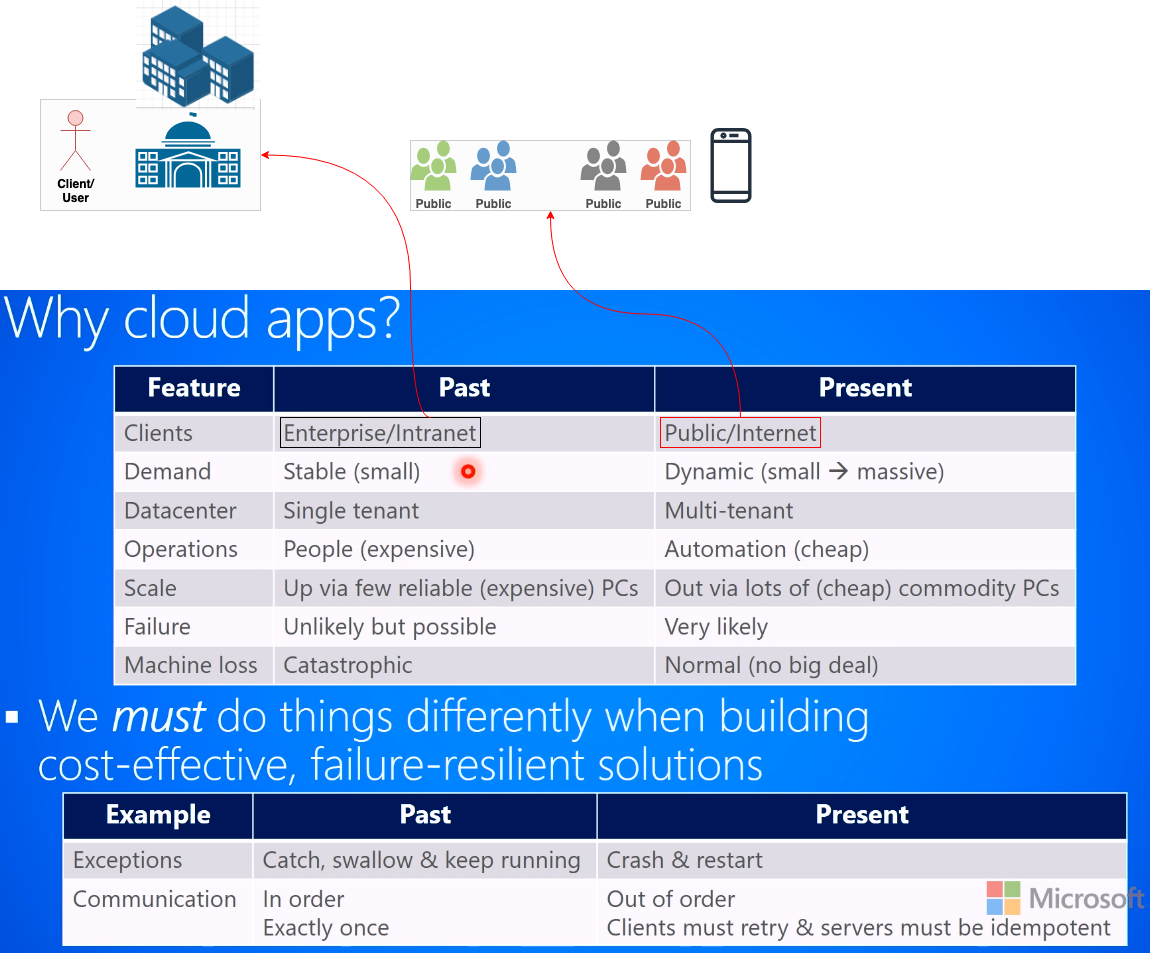 Client/
User
Public Public Public Public
Why cloud apps?
Feature Past Present
Clients Enterprise/Intranet Public/Internet
Demand Stable (small) Dynamic (small → massive)
Datacenter Single tenant Multi-tenant
Operations People (expensive) Automation (cheap)
Scale Up via few reliable (expensive) PCs Out via lots of (cheap) commodity PCs
Failure Unlikely but possible Very likely
Machine loss Catastrophic Normal (no big deal)
▪ We must do things differently when building
cost-effective, failure-resilient solutions
Example Past Present
Exceptions Catch, swallow & keep running Crash & restart
Communication In order Out of order
Exactly once Clients must retry & servers must be idempotent
Microsoft